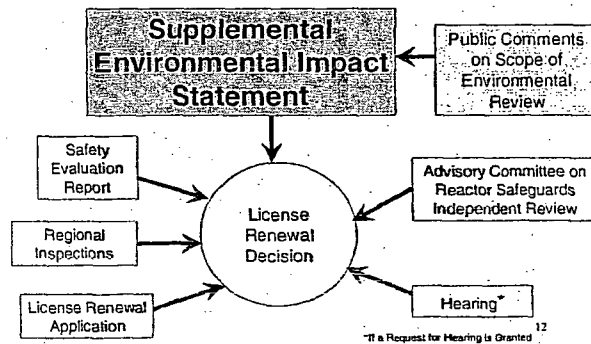 Supplemental
Environmental Impact
Statement
Public Comments
on Scope of
Environmental
Review
Safety
Evaluation
Report
Advisory Committee on
Reactor Safeguards
Independent Review
License
Renewal
Decision
Regional
Inspections
License Renewal
Application
Hearing*
*If a Request for Hearing is Granted
12